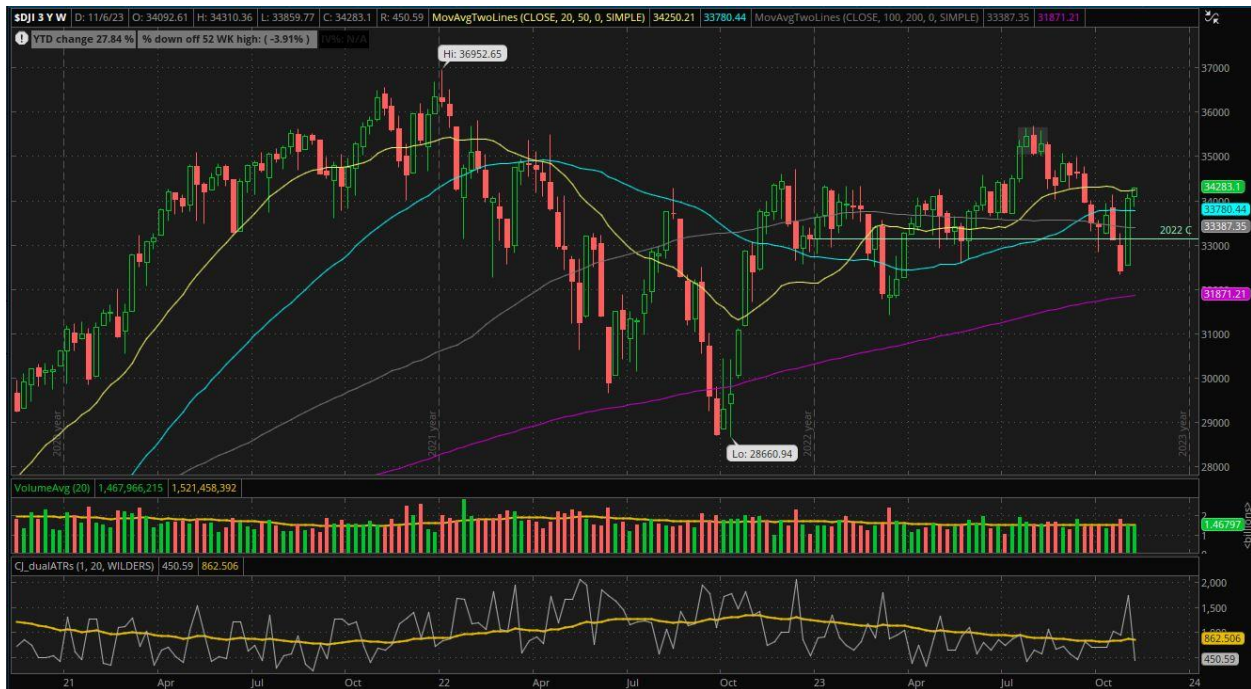 $DJI 3 Y W D: 11/6/23 O: 34092.61 H: 34310.36 L: 33859.77 C: 34283.1 R: 450.59 MovAvgTwoLines (CLOSE, 20, 50, 0, SIMPLE) 34250.21 33780.44 MovAvgTwoLines (CLOSE, 100, 200, 0, SIMPLE) 33387.35 31871.21
YTD change 27.84 % % down off 52 WK high: ( -3.91% ) IV%: N/A
Hi: 36952.65
37000
36000
35000
34283.1
34000
33780.44
33387.35
2022 C
33000
32000
31871.21
31000
30000
29000
28000
2020 year
2021 year
2022 year
2023 year
Lo: 28660.94
VolumeAvg (20) 1,467,966,215 1,521,458,392
2
1.46797
1
0
<billions>
CJ_dualATRs (1, 20, WILDERS) 450.59 862.506
2,000
1,500
1,000
862.506
450.59
21 Apr Jul Oct 22 Apr Jul Oct 23 Apr Jul Oct 24